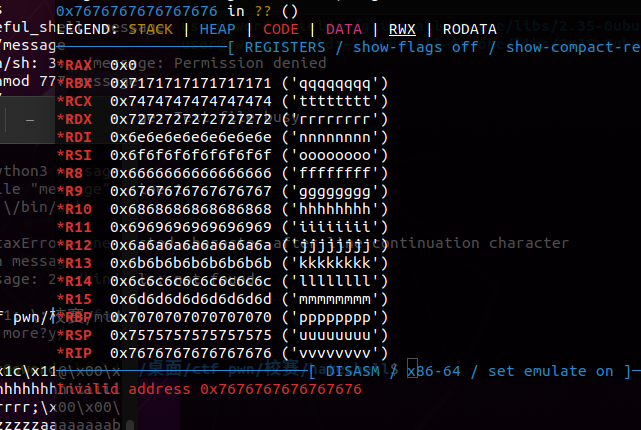 0x7676767676767676 in ?? ()
LEGEND: STACK | HEAP | CODE | DATA | RWX | RODATA
[ REGISTERS / show-flags off / show-compact-re
*RAX 0x0
*RBX 0x7171717171717171 ('qqqqqqqq')
*RCX 0x7474747474747474 ('tttttttt')
*RDX 0x7272727272727272 ('rrrrrrrr')
*RDI 0x6e6e6e6e6e6e6e6e ('nnnnnnnn')
*RSI 0x6f6f6f6f6f6f6f6f ('oooooooo')
*R8 0x6666666666666666 ('ffffffff')
*R9 0x6767676767676767 ('gggggggg')
*R10 0x6868686868686868 ('hhhhhhhh')
*R11 0x6969696969696969 ('iiiiiiii')
*R12 0x6a6a6a6a6a6a6a6a ('jjjjjjjj')
*R13 0x6b6b6b6b6b6b6b6b ('kkkkkkkk')
*R14 0x6c6c6c6c6c6c6c6c ('llllllll')
*R15 0x6d6d6d6d6d6d6d6d ('mmmmmmmm')
*RBP 0x7070707070707070 ('pppppppp')
*RSP 0x7575757575757575 ('uuuuuuuu')
*RIP 0x7676767676767676 ('vvvvvvvv')
[ DISASM / x86-64 / set emulate on ]
Invalid address 0x7676767676767676